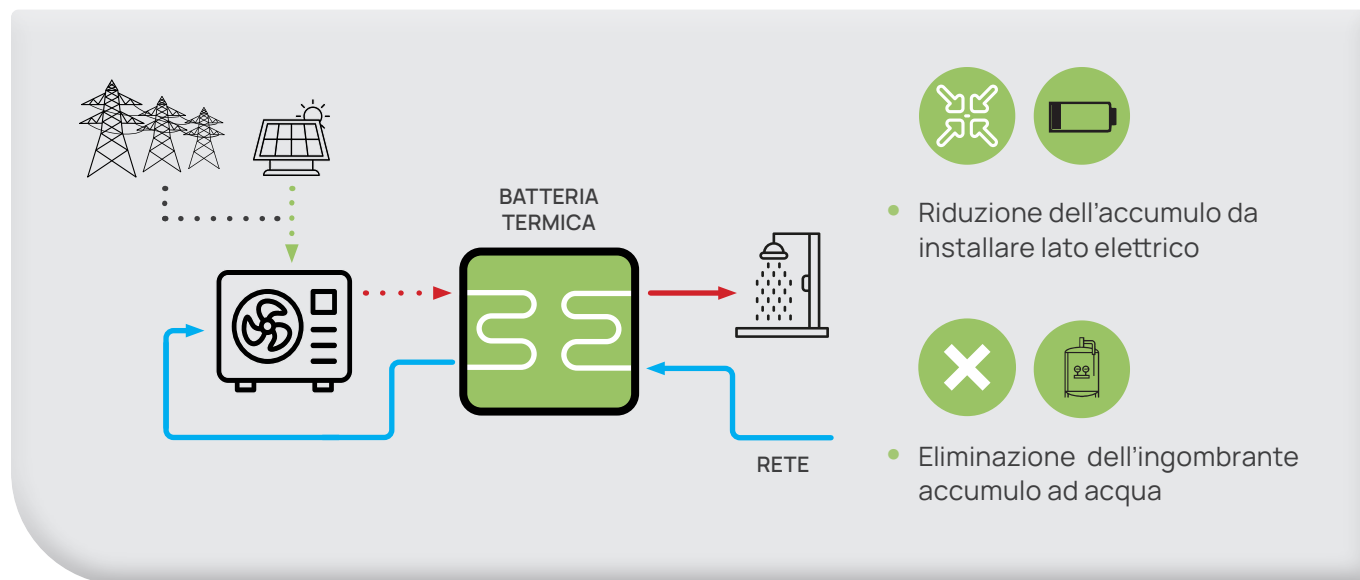 BATTERIA
TERMICA
RETE
Riduzione dell'accumulo da
installare lato elettrico
Eliminazione dell'ingombrante
accumulo ad acqua